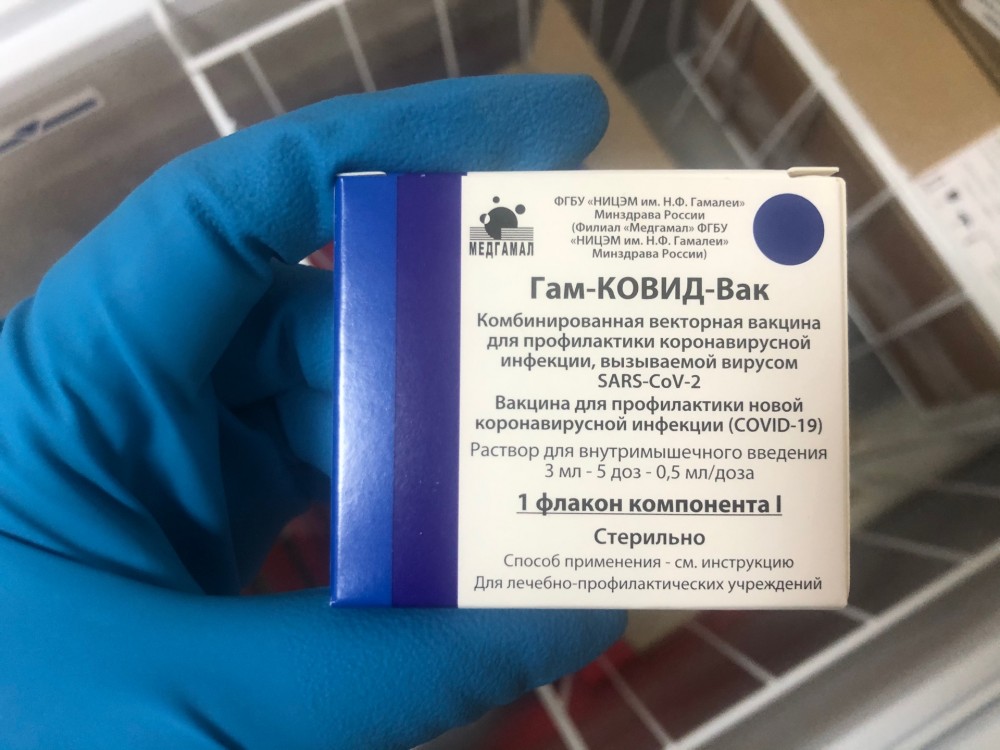 МЕДГАМАЛ
ФГБУ «НИЦЭМ им. Н.Ф. Гамалеи»
Минздрава России
(Филиал «Медгамал» ФГБУ
«НИЦЭМ им. Н.Ф. Гамалеи»
Минздрава России)
Гам-КОВИД-Вак
Комбинированная векторная вакцина
для профилактики коронавирусной
инфекции, вызываемой вирусом
SARS-CoV-2
Вакцина для профилактики новой
коронавирусной инфекции (COVID-19)
Раствор для внутримышечного введения
3 мл - 5 доз - 0,5 мл/доза
1 флакон компонента I
Стерильно
Способ применения - см. инструкцию
Для лечебно-профилактических учреждений